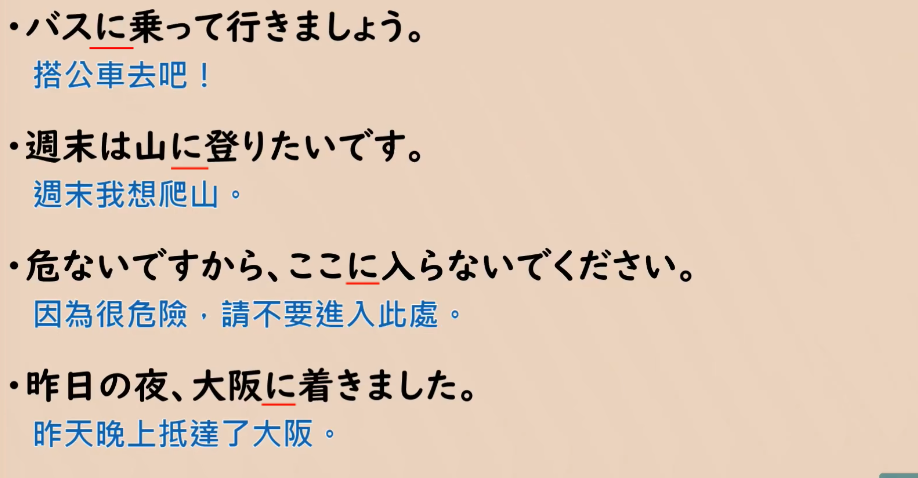 ・バスに乗って行きましょう。
搭公車去吧！
・週末は山に登りたいです。
週末我想爬山。
・危ないですから、ここに入らないでください。
因為很危險，請不要進入此處。
・昨日の夜、大阪に着きました。
昨天晚上抵達了大阪。